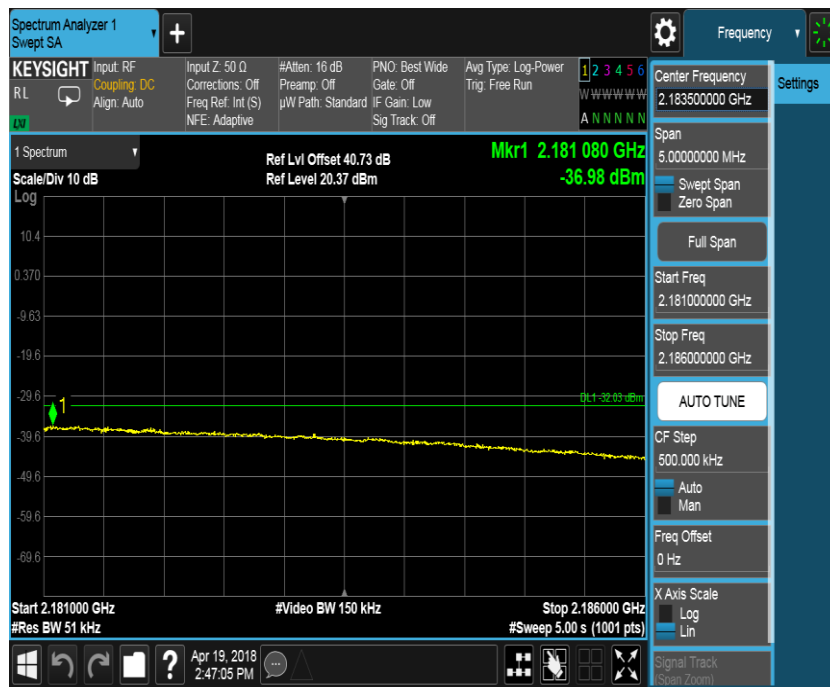 Spectrum Analyzer 1
Swept SA
+
Frequency
KEYSIGHT
RL
LXI
Input: RF
Coupling: DC
Align: Auto
Input Z: 50 Ω
Corrections: Off
Freq Ref: Int (S)
NFE: Adaptive
#Atten: 16 dB
Preamp: Off
µW Path: Standard
PNO: Best Wide
Gate: Off
IF Gain: Low
Sig Track: Off
Avg Type: Log-Power
Trig: Free Run
1 2 3 4 5 6
W W W W W W
A N N N N N
1 Spectrum
Scale/Div 10 dB
Ref Lvl Offset 40.73 dB
Ref Level 20.37 dBm
Mkr1 2.181 080 GHz
-36.98 dBm
Log
10.4
0.370
-9.63
-19.6
-29.6
-39.6
-49.6
-59.6
-69.6
1
DL1 -32.03 dBm
Start 2.181000 GHz
#Res BW 51 kHz
#Video BW 150 kHz
Stop 2.186000 GHz
#Sweep 5.00 s (1001 pts)
Center Frequency
2.183500000 GHz
Settings
Span
5.00000000 MHz
Swept Span
Zero Span
Full Span
Start Freq
2.181000000 GHz
Stop Freq
2.186000000 GHz
AUTO TUNE
CF Step
500.000 kHz
Auto
Man
Freq Offset
0 Hz
X Axis Scale
Log
Lin
Signal Track
(Span Zoom)
?
Apr 19, 2018
2:47:05 PM